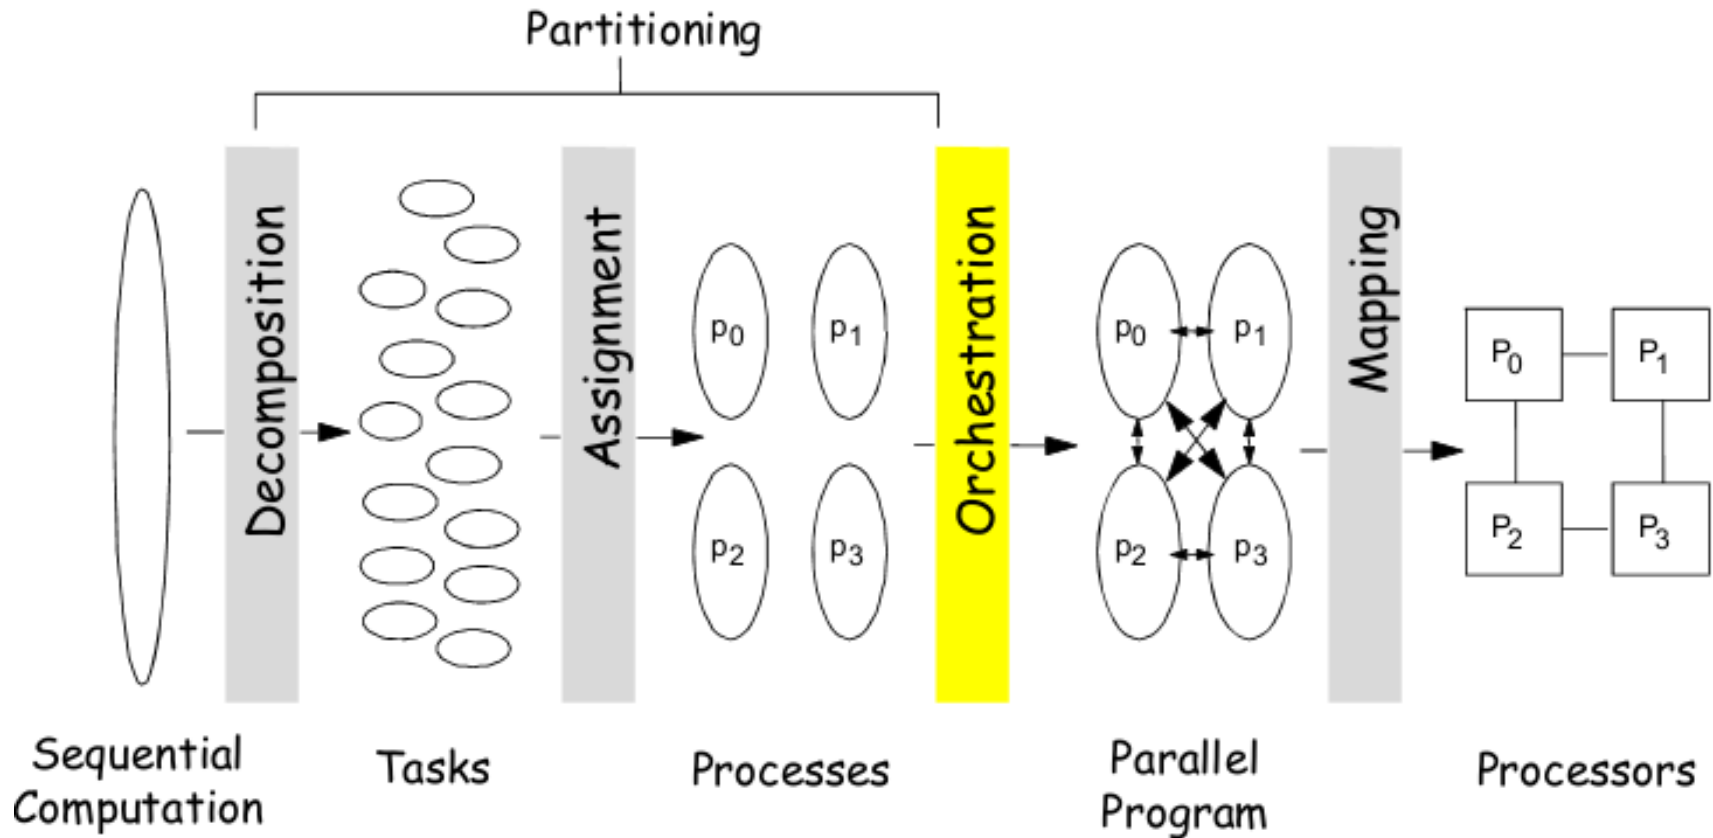 Partitioning
Decomposition
Assignment
Orchestration
Mapping
p0
p1
p2
p3
p0
p1
p2
p3
P0
P1
P2
P3
Sequential
Computation
Tasks
Processes
Parallel
Program
Processors